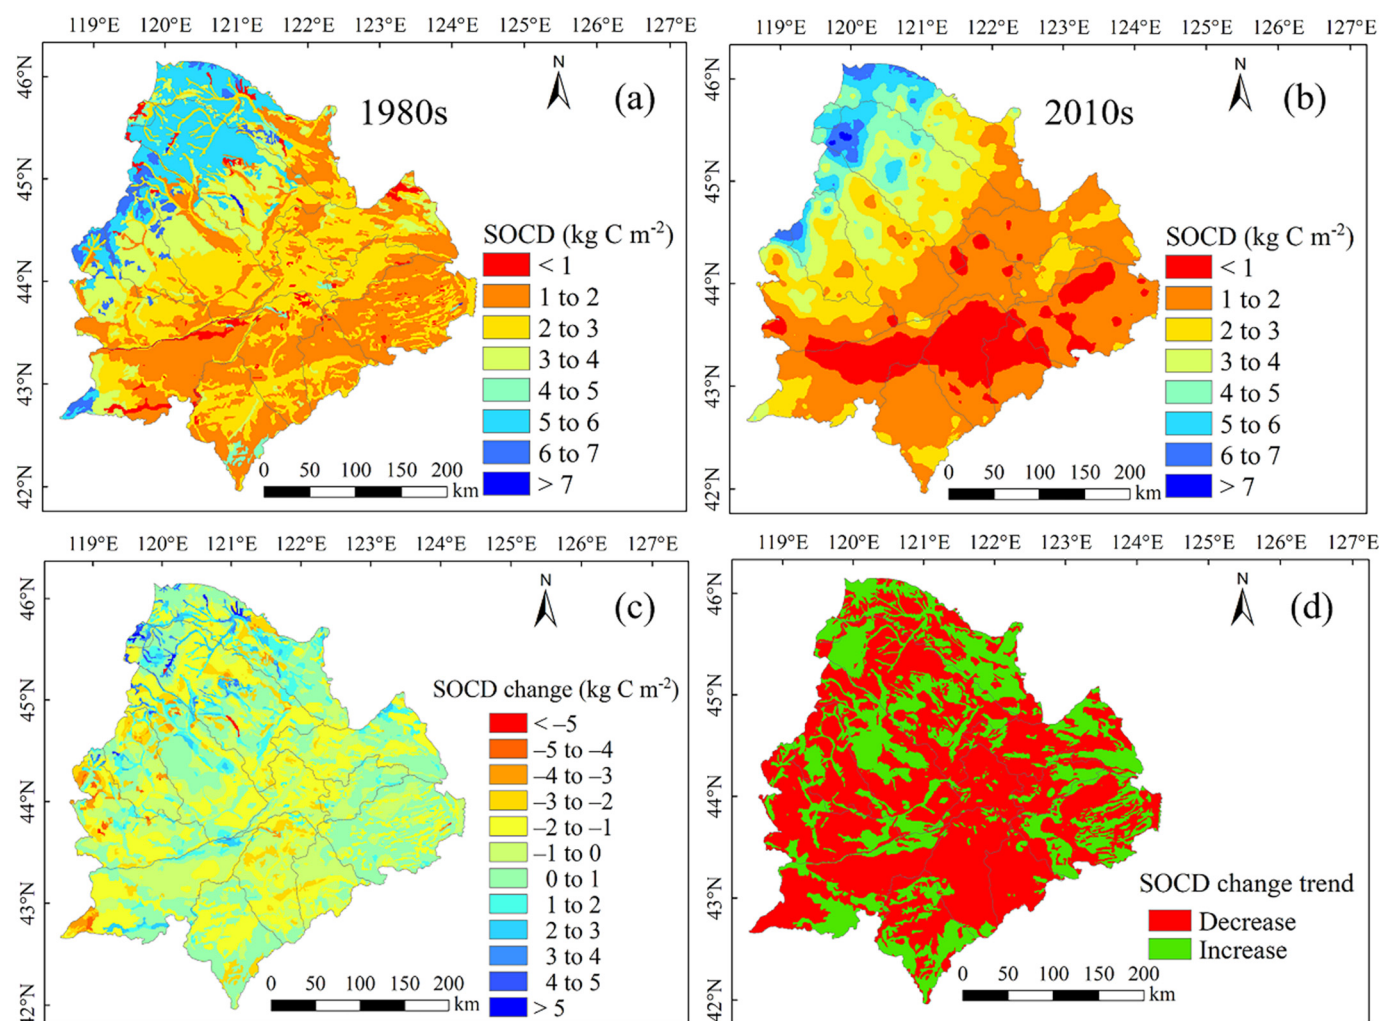 119°E 120°E 121°E 122°E 123°E 124°E 125°E 126°E 127°E
46°N
45°N
44°N
43°N
42°N
1980s
N
(a)
SOCD (kg C m-2)
< 1
1 to 2
2 to 3
3 to 4
4 to 5
5 to 6
6 to 7
> 7
0 50 100 150 200
km
119°E 120°E 121°E 122°E 123°E 124°E 125°E 126°E 127°E
46°N
45°N
44°N
43°N
42°N
2010s
N
(b)
SOCD (kg C m-2)
< 1
1 to 2
2 to 3
3 to 4
4 to 5
5 to 6
6 to 7
> 7
0 50 100 150 200
km
119°E 120°E 121°E 122°E 123°E 124°E 125°E 126°E 127°E
46°N
45°N
44°N
43°N
42°N
N
(c)
SOCD change (kg C m-2)
< –5
–5 to –4
–4 to –3
–3 to –2
–2 to –1
–1 to 0
0 to 1
1 to 2
2 to 3
3 to 4
4 to 5
> 5
0 50 100 150 200
km
119°E 120°E 121°E 122°E 123°E 124°E 125°E 126°E 127°E
46°N
45°N
44°N
43°N
42°N
N
(d)
SOCD change trend
Decrease
Increase
0 50 100 150 200
km